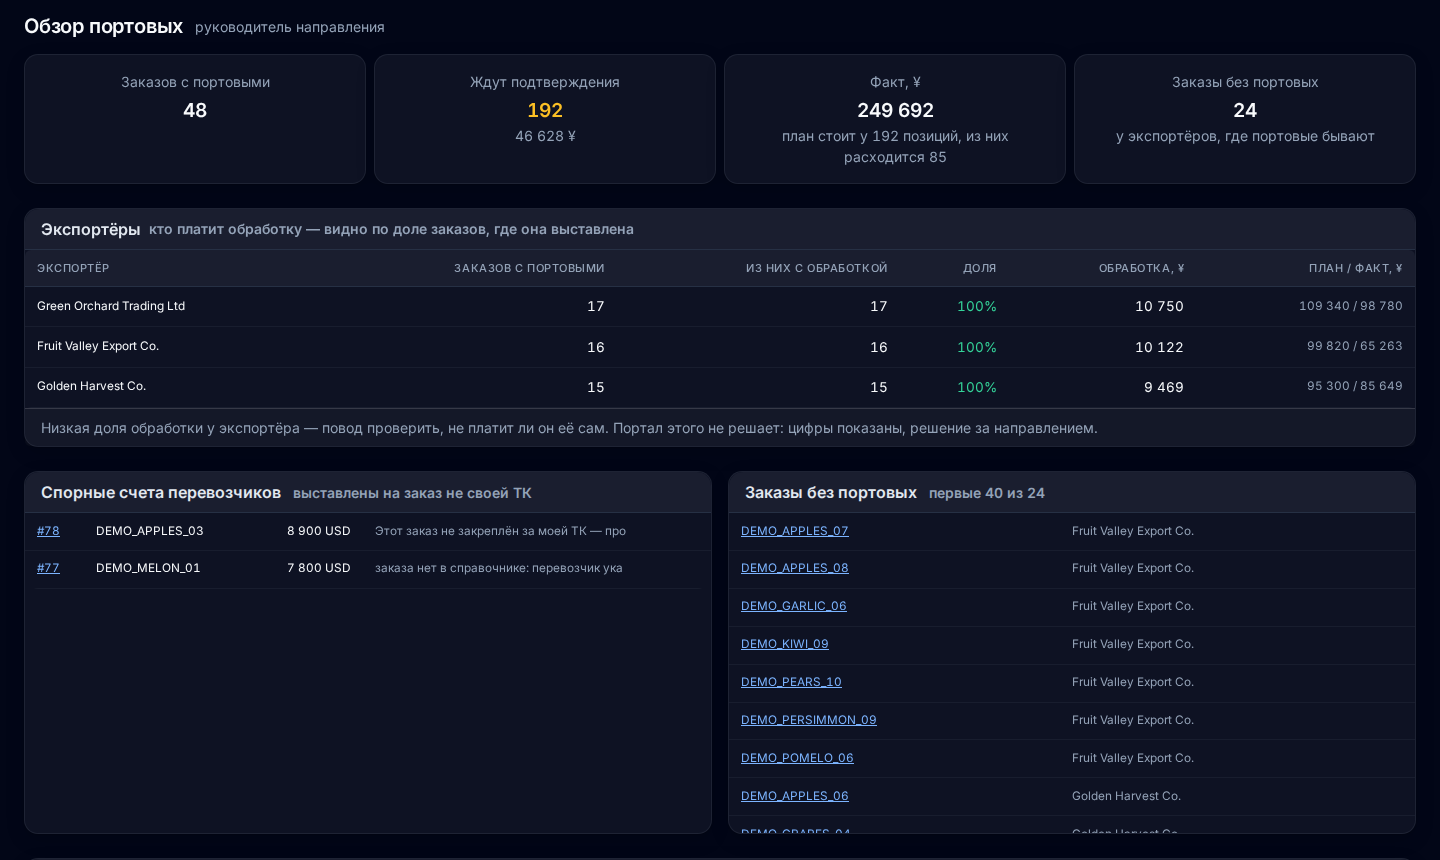 Обзор портовых руководитель направления
Заказов с портовыми
48
Ждут подтверждения
192
46 628 ¥
Факт, ¥
249 692
план стоит у 192 позиций, из них
расходится 85
Заказы без портовых
24
у экспортёров, где портовые бывают
Экспортёры кто платит обработку — видно по доле заказов, где она выставлена
ЭКСПОРТЁР ЗАКАЗОВ С ПОРТОВЫМИ ИЗ НИХ С ОБРАБОТКОЙ ДОЛЯ ОБРАБОТКА, ¥ ПЛАН / ФАКТ, ¥
Green Orchard Trading Ltd 17 17 100% 10 750 109 340 / 98 780
Fruit Valley Export Co. 16 16 100% 10 122 99 820 / 65 263
Golden Harvest Co. 15 15 100% 9 469 95 300 / 85 649
Низкая доля обработки у экспортёра — повод проверить, не платит ли он её сам. Портал этого не решает: цифры показаны, решение за направлением.
Спорные счета перевозчиков выставлены на заказ не своей ТК
#78 DEMO_APPLES_03 8 900 USD Этот заказ не закреплён за моей ТК — про
#77 DEMO_MELON_01 7 800 USD заказа нет в справочнике: перевозчик ука
Заказы без портовых первые 40 из 24
DEMO_APPLES_07 Fruit Valley Export Co.
DEMO_APPLES_08 Fruit Valley Export Co.
DEMO_GARLIC_06 Fruit Valley Export Co.
DEMO_KIWI_09 Fruit Valley Export Co.
DEMO_PEARS_10 Fruit Valley Export Co.
DEMO_PERSIMMON_09 Fruit Valley Export Co.
DEMO_POMELO_06 Fruit Valley Export Co.
DEMO_APPLES_06 Golden Harvest Co.
DEMO_GRAPES_04 Golden Harvest Co.